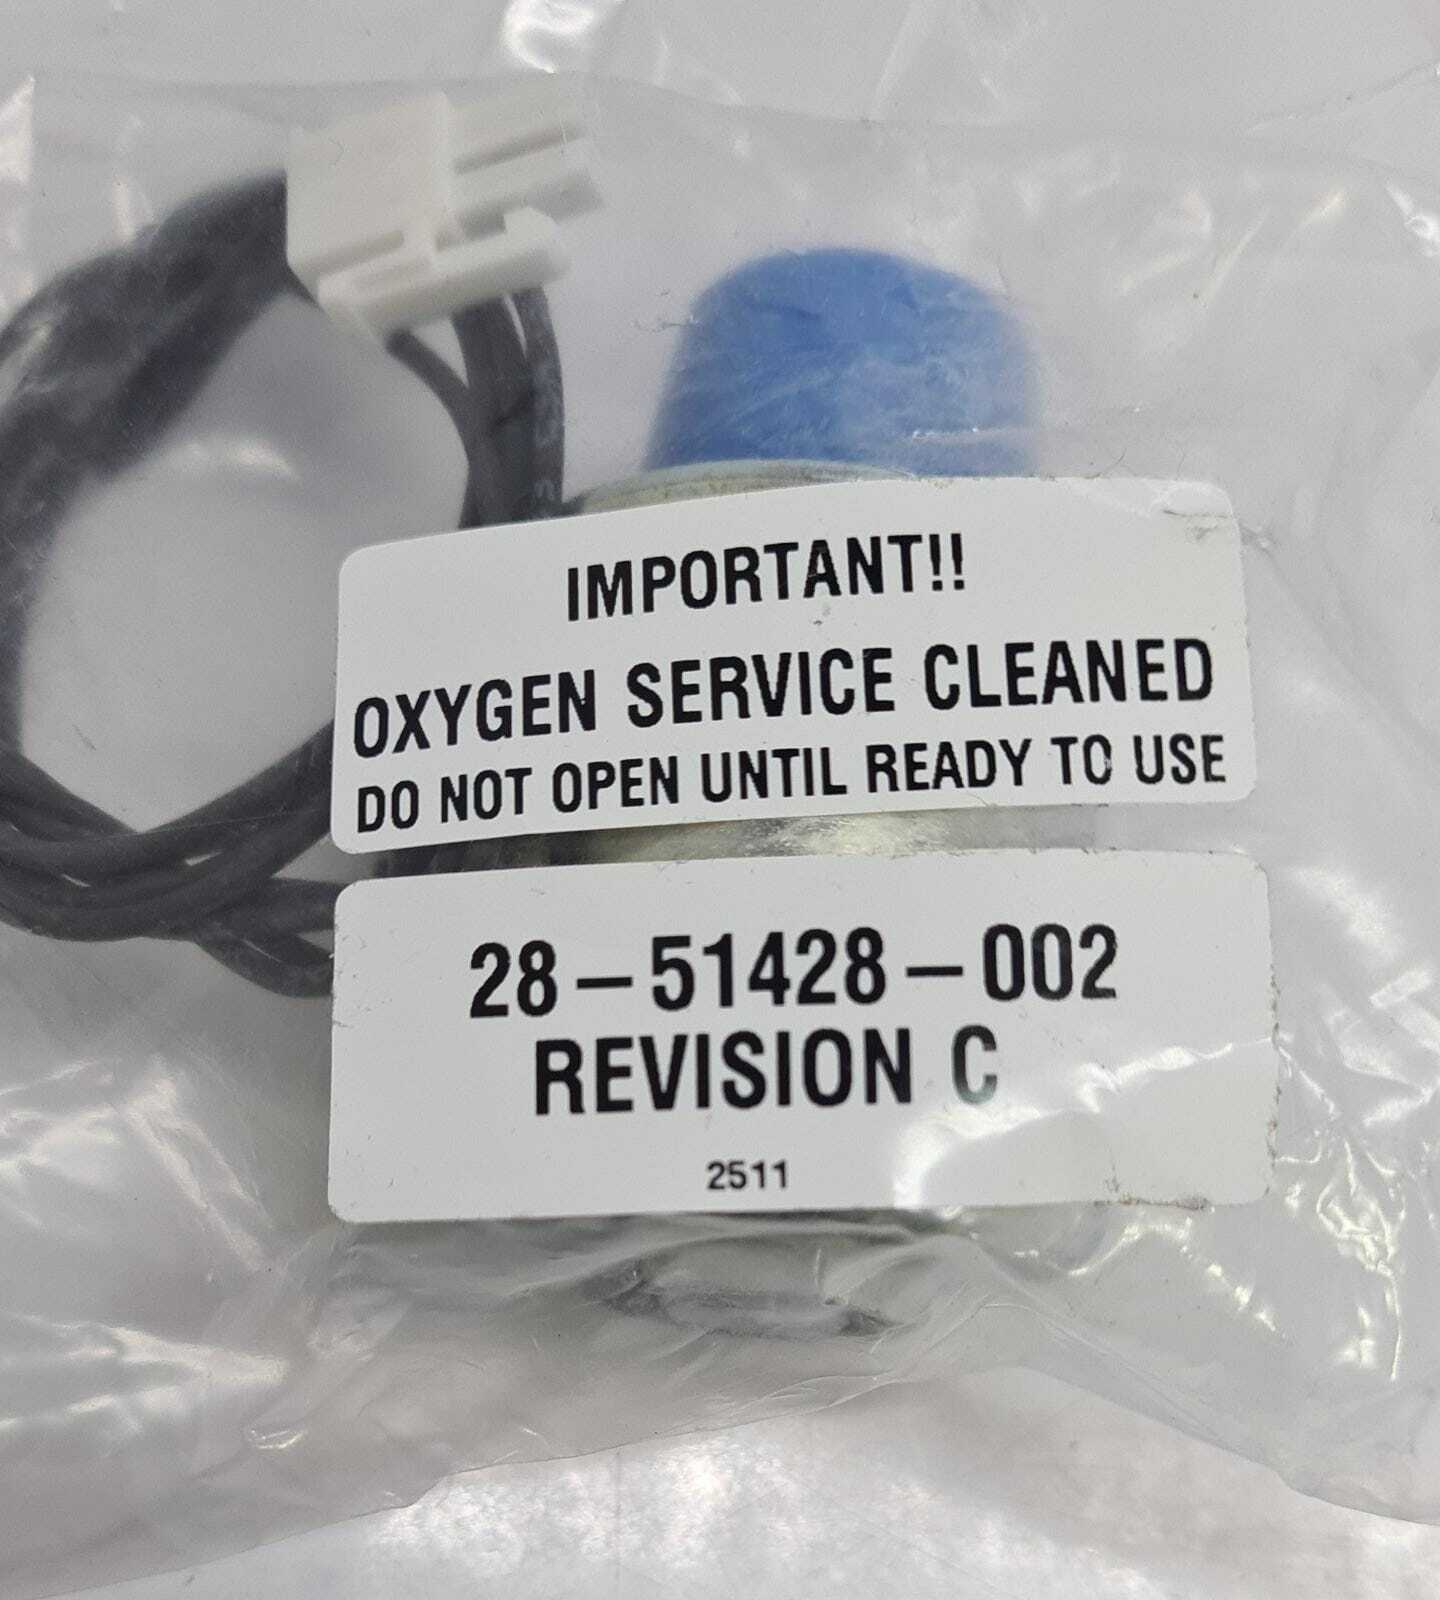 IMPORTANT!!
OXYGEN SERVICE CLEANED
DO NOT OPEN UNTIL READY TO USE
28-51428-002
REVISION C
2511